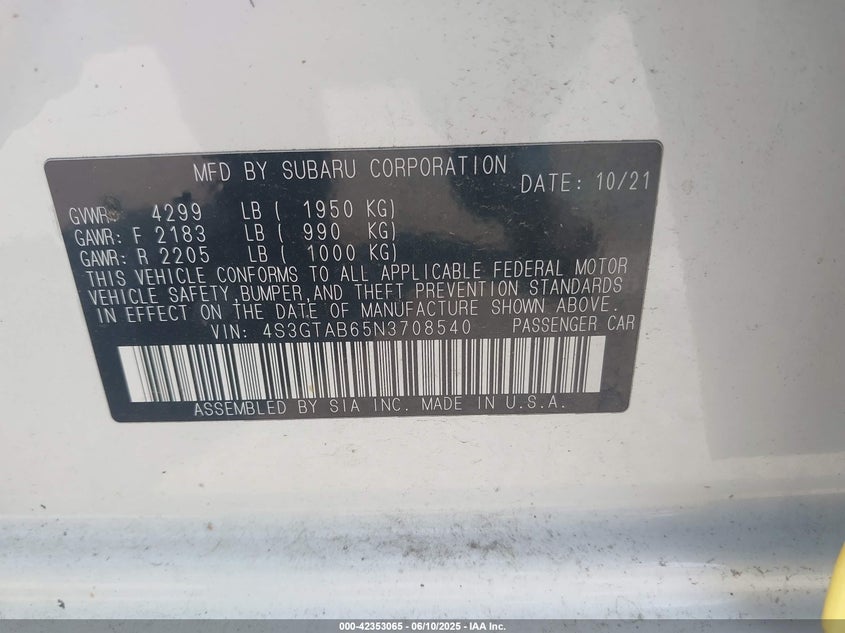 MFD BY SUBARU CORPORATION
DATE: 10/21
GVWR: 4299 LB ( 1950 KG)
GAWR: F 2183 LB ( 990 KG)
GAWR: R 2205 LB ( 1000 KG)
THIS VEHICLE CONFORMS TO ALL APPLICABLE FEDERAL MOTOR
VEHICLE SAFETY,BUMPER,AND THEFT PREVENTION STANDARDS
IN EFFECT ON THE DATE OF MANUFACTURE SHOWN ABOVE.
VIN: 4S3GTAB65N3708540 PASSENGER CAR
ASSEMBLED BY SIA INC. MADE IN U.S.A.
000-42353065 - 06/10/2025 - IAA Inc.